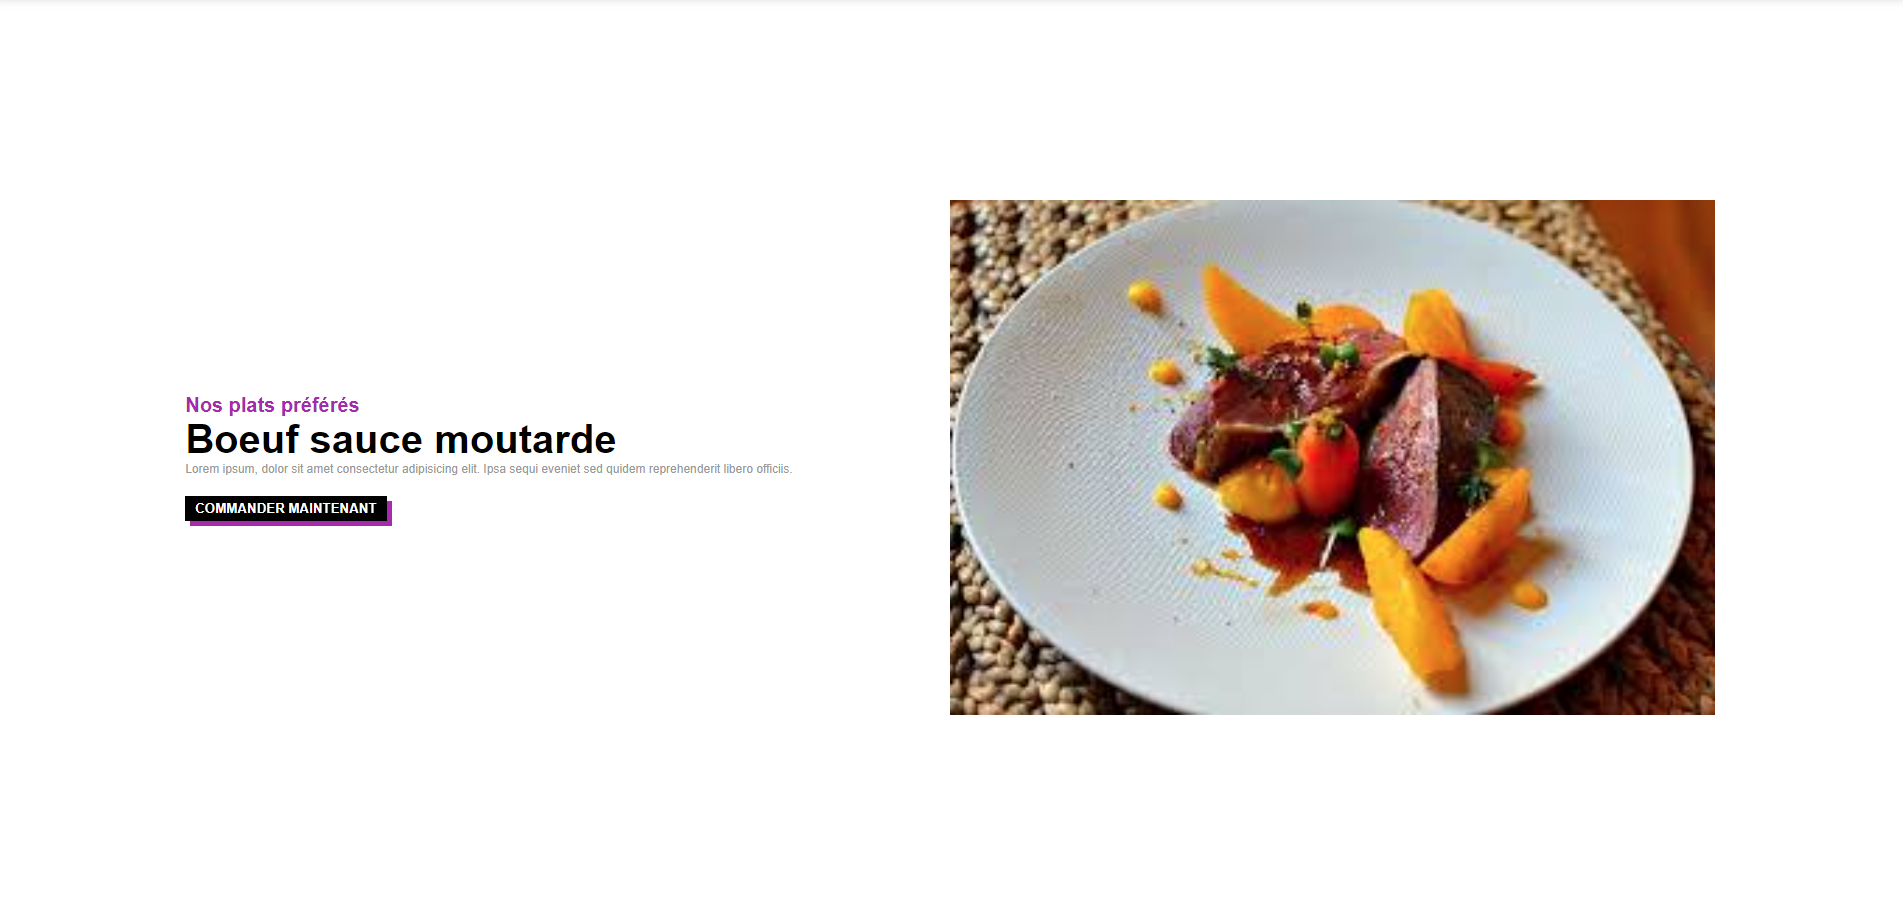 Nos plats préférés
Boeuf sauce moutarde
Lorem ipsum, dolor sit amet consectetur adipisicing elit. Ipsa sequi eveniet sed quidem reprehenderit libero officiis.
COMMANDER MAINTENANT